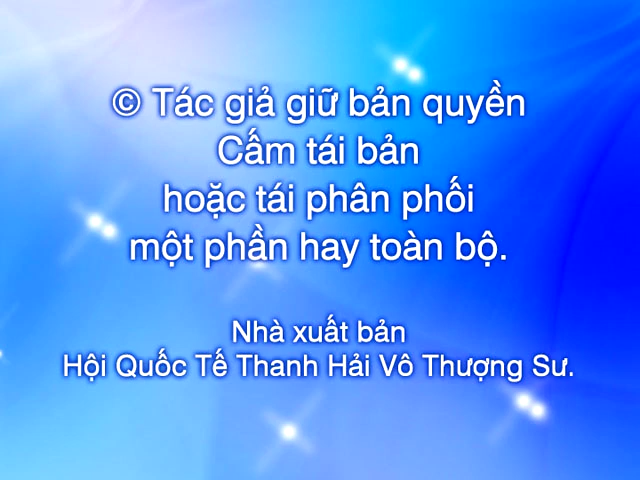 © Tác giả giữ bản quyền
Cấm tái bản
hoặc tái phân phối
một phần hay toàn bộ.
Nhà xuất bản
Hội Quốc Tế Thanh Hải Vô Thượng Sư.